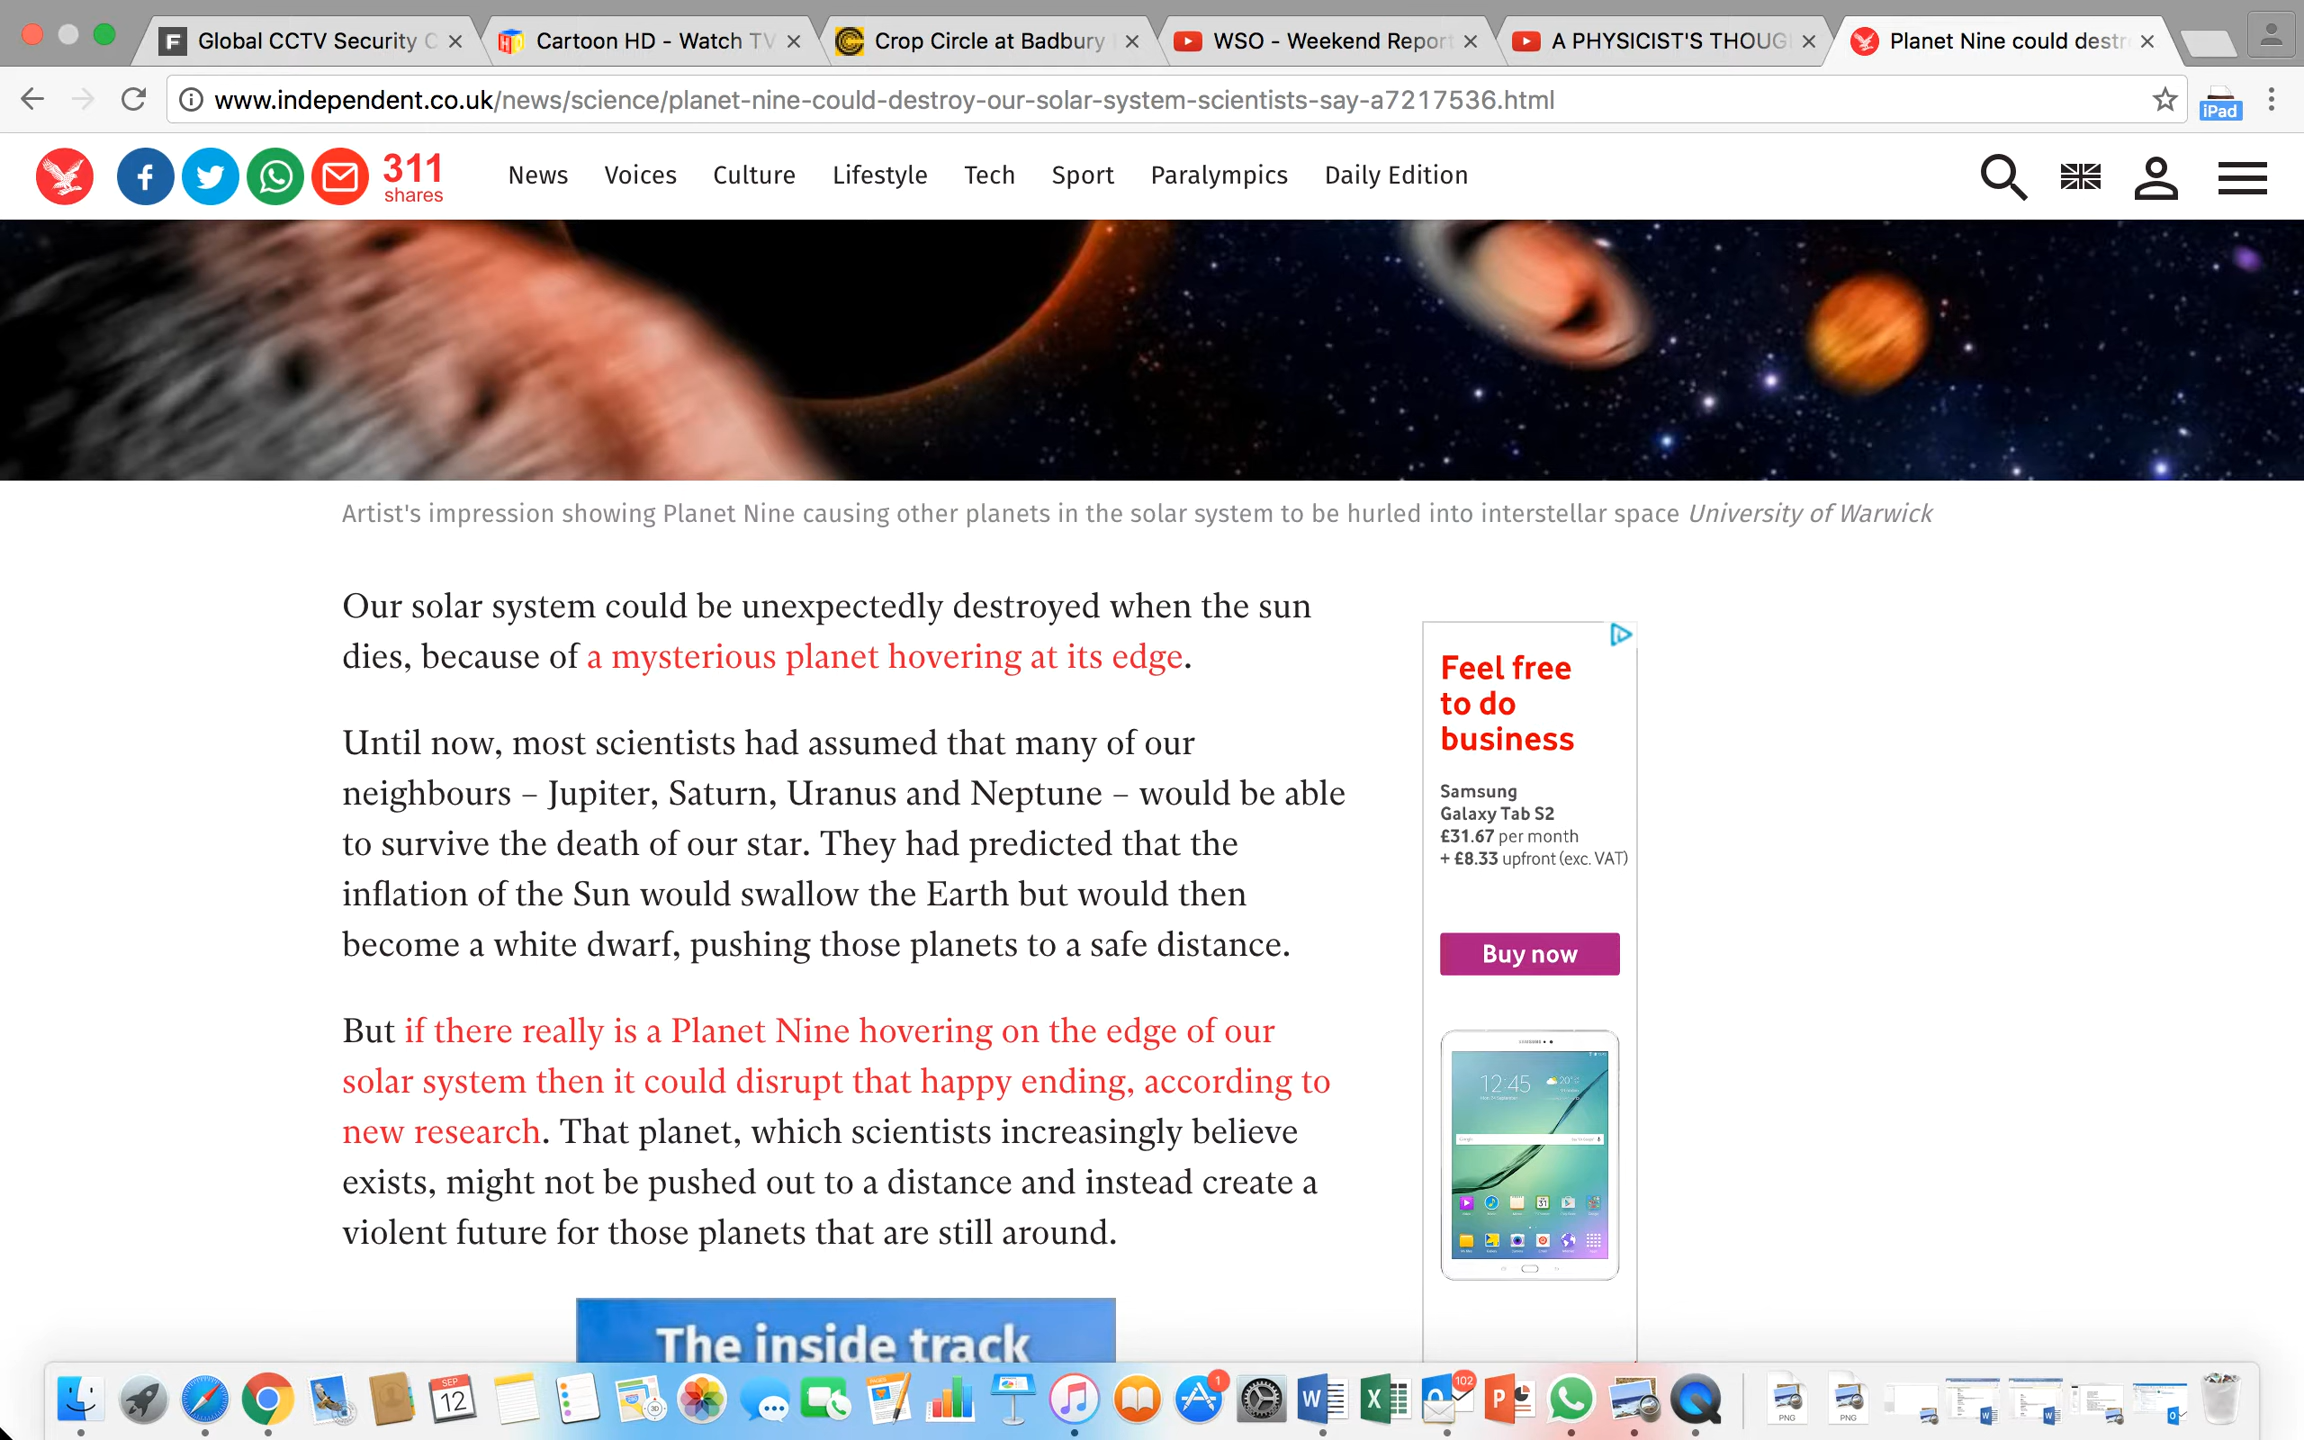 Global CCTV Security C
Cartoon HD - Watch TV
Crop Circle at Badbury
WSO - Weekend Report
A PHYSICIST'S THOUG
Planet Nine could destr
www.independent.co.uk/news/science/planet-nine-could-destroy-our-solar-system-scientists-say-a7217536.html
iPad
311
shares
News Voices Culture Lifestyle Tech Sport Paralympics Daily Edition
Artist's impression showing Planet Nine causing other planets in the solar system to be hurled into interstellar space University of Warwick
Our solar system could be unexpectedly destroyed when the sun
dies, because of a mysterious planet hovering at its edge.
Until now, most scientists had assumed that many of our
neighbours – Jupiter, Saturn, Uranus and Neptune – would be able
to survive the death of our star. They had predicted that the
inflation of the Sun would swallow the Earth but would then
become a white dwarf, pushing those planets to a safe distance.
But if there really is a Planet Nine hovering on the edge of our
solar system then it could disrupt that happy ending, according to
new research. That planet, which scientists increasingly believe
exists, might not be pushed out to a distance and instead create a
violent future for those planets that are still around.
Feel free
to do
business
Samsung
Galaxy Tab S2
£31.67 per month
+ £8.33 upfront (exc. VAT)
Buy now
SAMSUNG
12:45 20°
The inside track
SEP
12
PAGES
3D
1
102
PNG
PNG